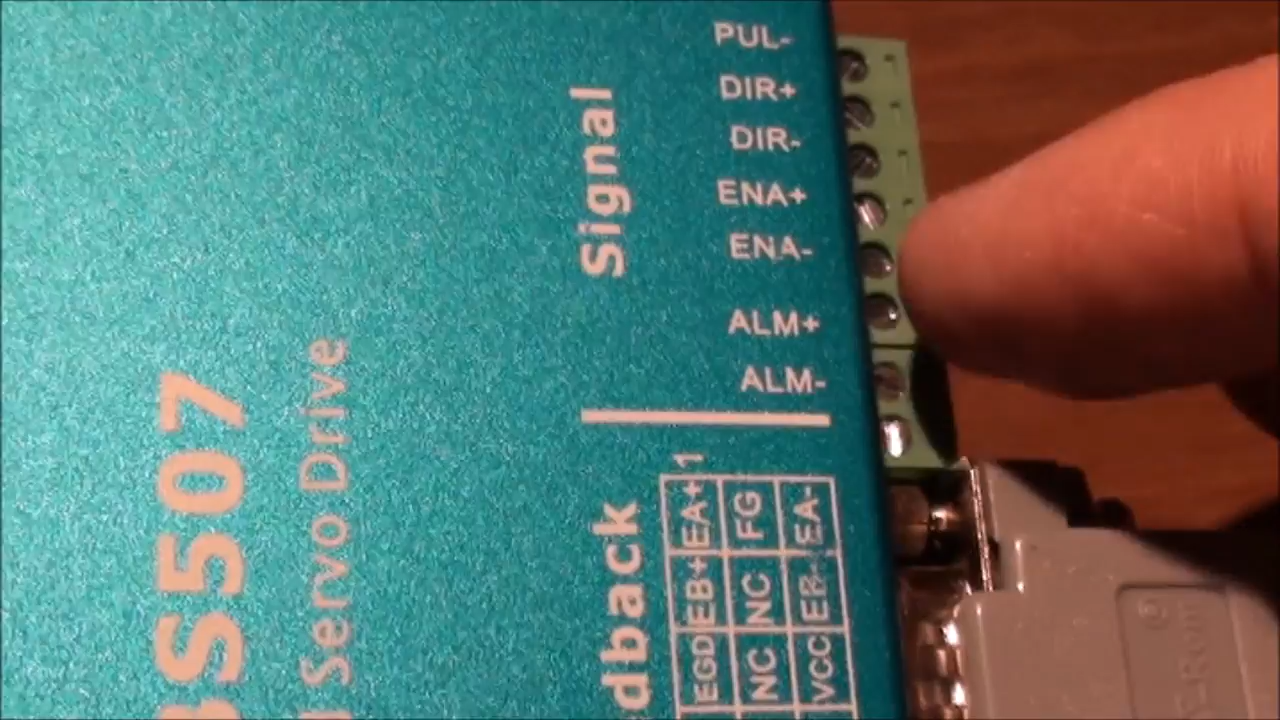 PUL-
DIR+
DIR-
ENA+
ENA-
ALM+
ALM-
Signal
S507
Servo Drive
dback
EA+ 1
FG
EA-
EB+
NC
EGD
NC
VCC